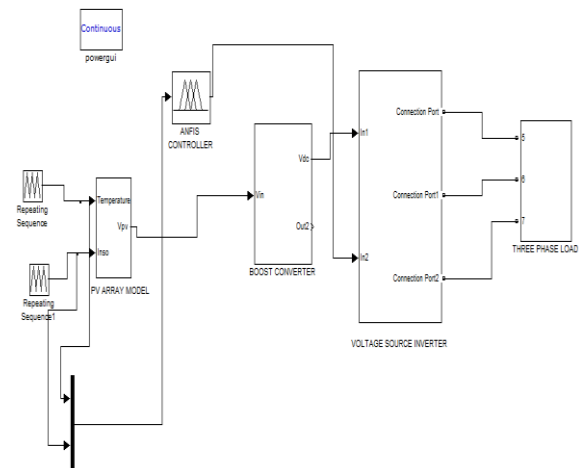 Continuous
powergui
ANFIS
CONTROLLER
Connection Port
In1
5
Vdc
Temperature
Repeating
Sequence
Vin
Connection Port1
6
Vpv
Out2
7
THREE PHASE LOAD
Inso
In2
BOOST CONVERTER
Connection Port2
PV ARRAY MODEL
Repeating
Sequence1
VOLTAGE SOURCE INVERTER